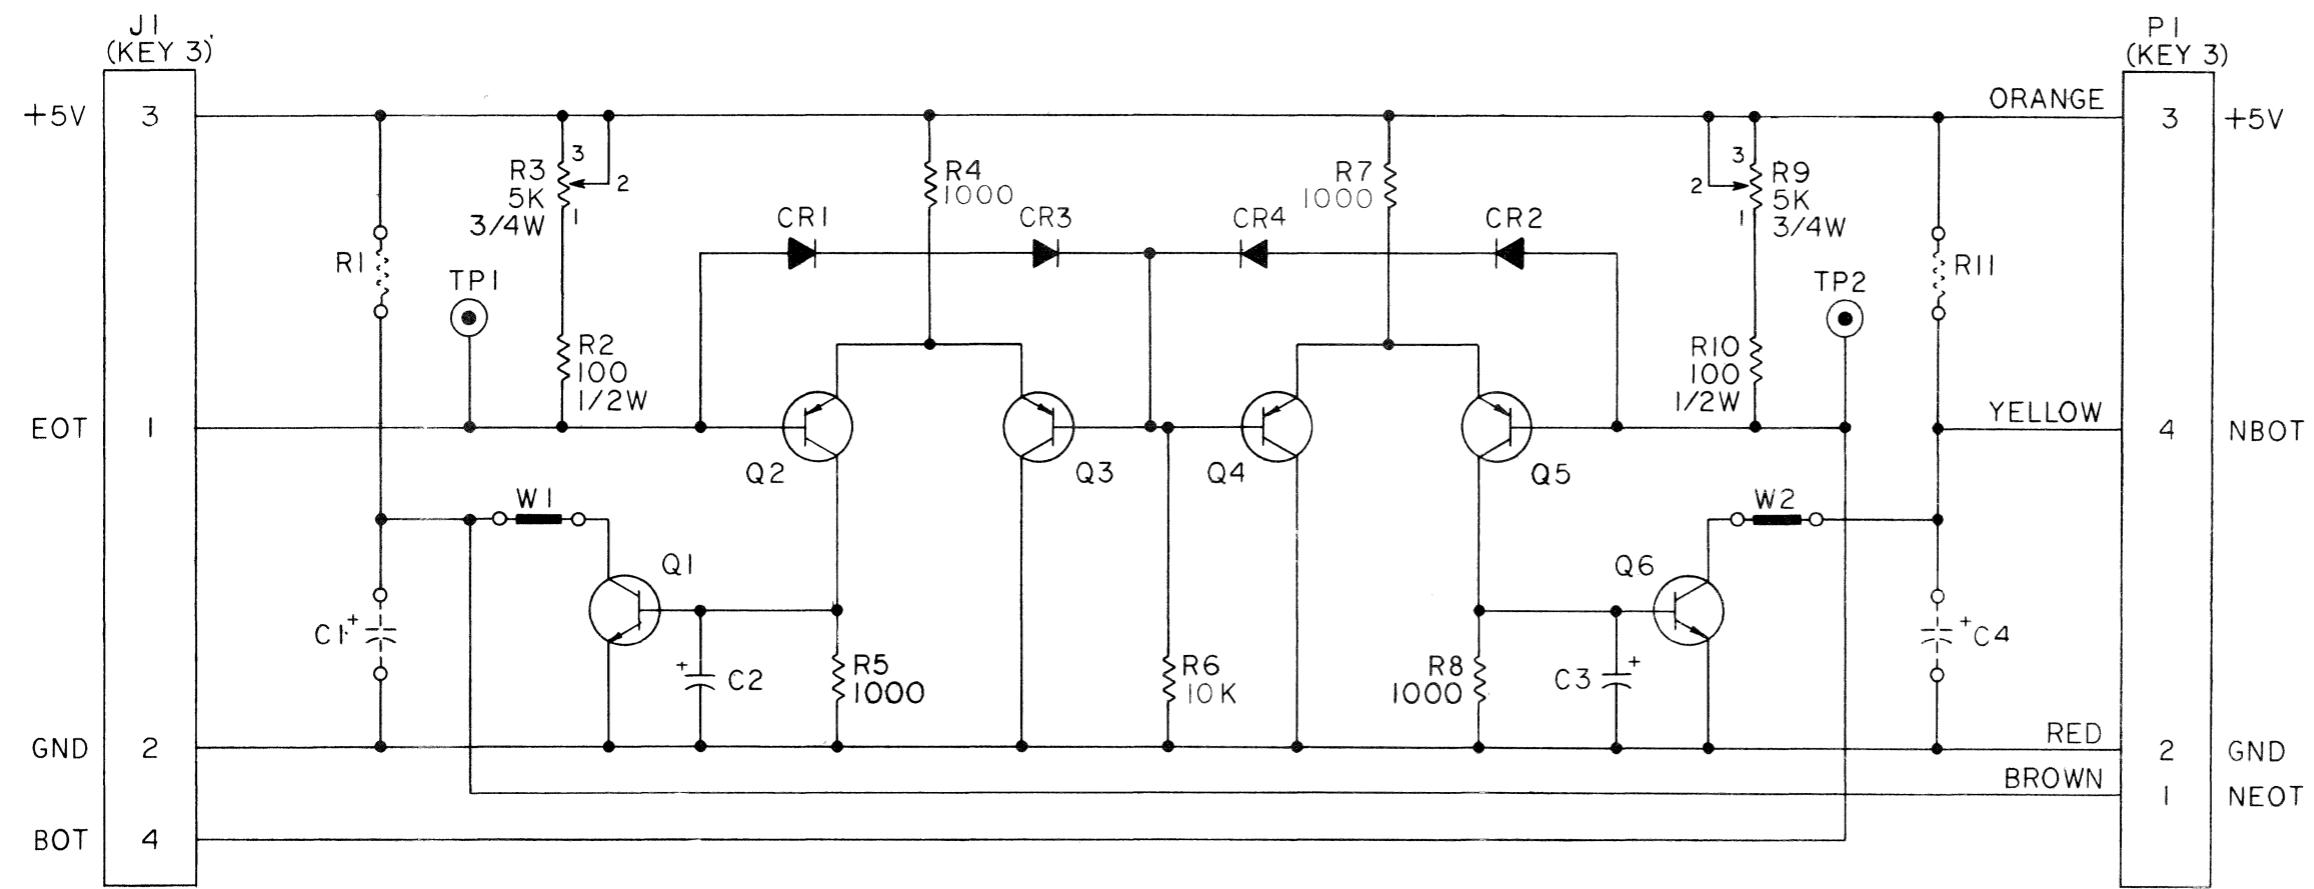 J1
(KEY 3)
P1
(KEY 3)
+5V
3
ORANGE
3
+5V
R3
5K
3/4W
3
2
1
R4
1000
R7
1000
3
2
1
R9
5K
3/4W
CR1
CR3
CR4
CR2
R1
TP1
TP2
R11
R2
100
1/2W
R10
100
1/2W
EOT
1
YELLOW
4
NBOT
Q2
Q3
Q4
Q5
W1
W2
Q1
Q6
C1
+
+
C2
R5
1000
R6
10K
R8
1000
C3
+
+
C4
GND
2
RED
2
GND
BROWN
1
NEOT
BOT
4